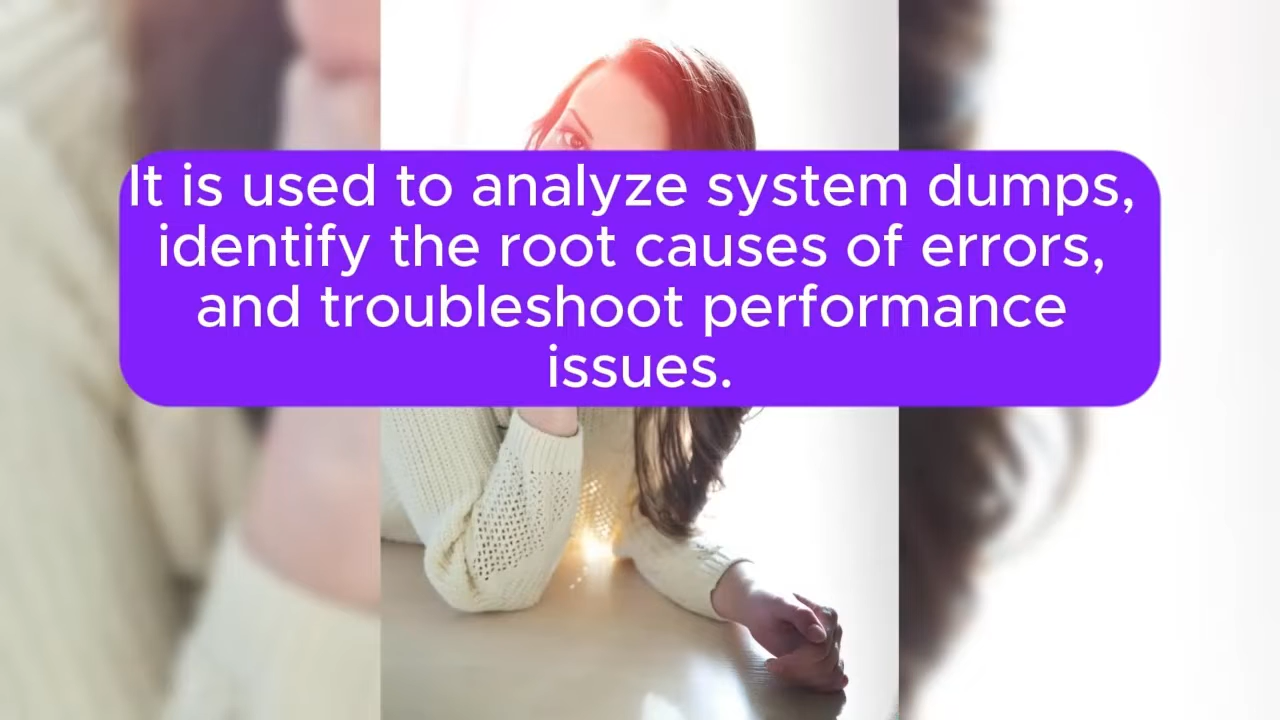 It is used to analyze system dumps,
identify the root causes of errors,
and troubleshoot performance
issues.